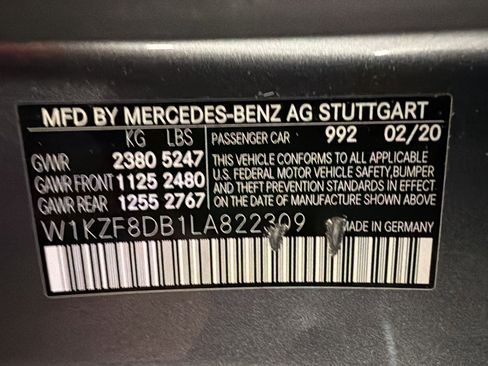 MFD BY MERCEDES-BENZ AG STUTTGART
KG LBS PASSENGER CAR 992 02/20
GVWR 2380 5247
GAWR FRONT 1125 2480
GAWR REAR 1255 2767
THIS VEHICLE CONFORMS TO ALL APPLICABLE
U.S. FEDERAL MOTOR VEHICLE SAFETY,BUMPER
AND THEFT PREVENTION STANDARDS IN EFFECT
ON THE DATE OF MANUFACTURE SHOWN ABOVE.
W1KZF8DB1LA822309 MADE IN GERMANY